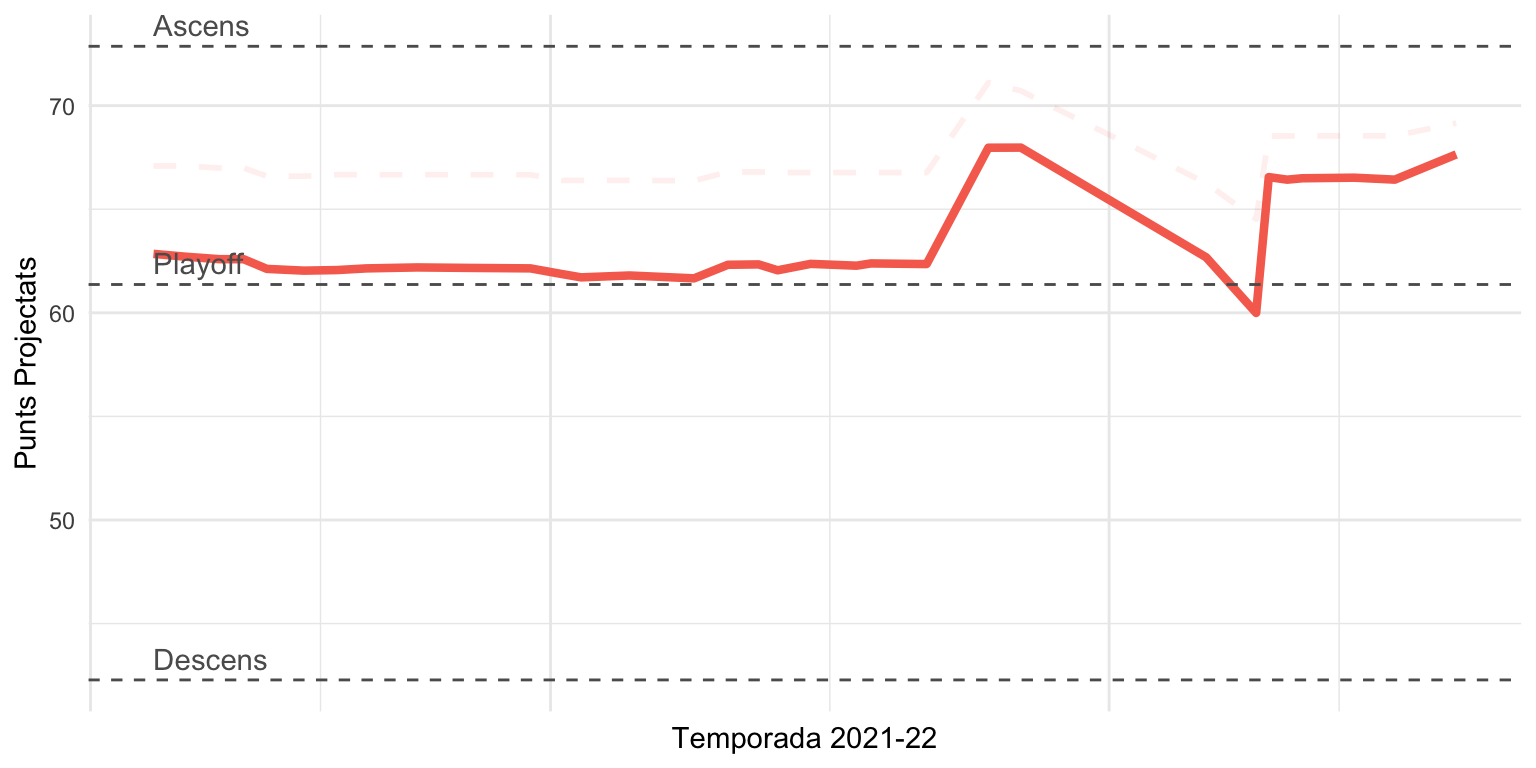 Ascens
70
Playoff
60
Punts Projectats
50
Descens
Temporada 2021-22